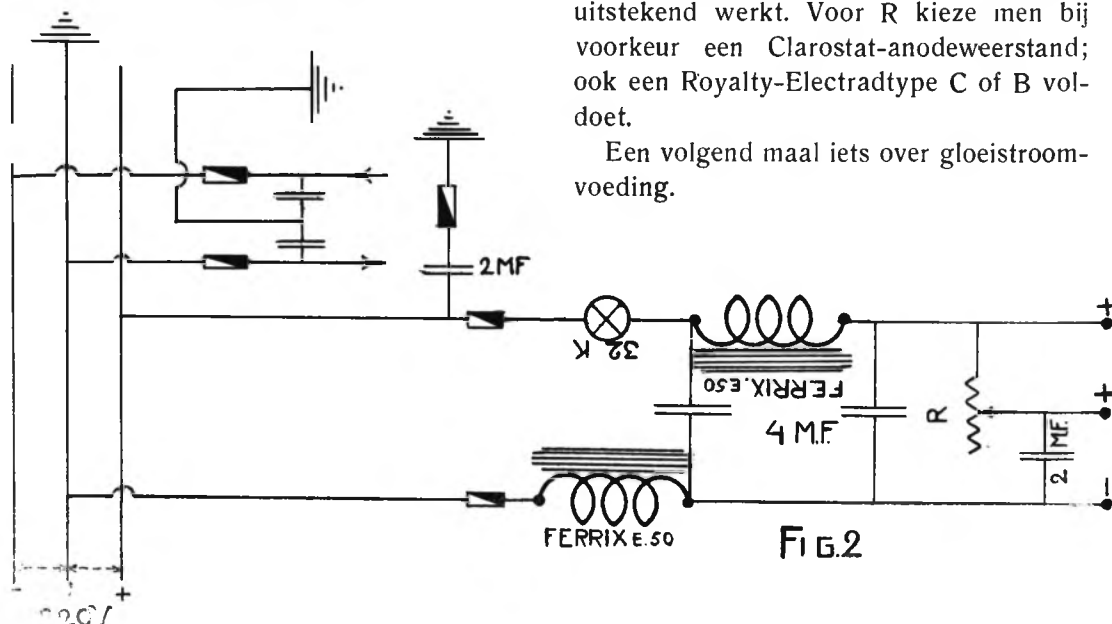 uitstekend werkt. Voor R kieze men bij
voorkeur een Clarostat-anodeweerstand;
ook een Royalty-Electradtype C of B vol-
doet.
Een volgend maal iets over gloeistroom-
voeding.
2 MF
32 K
FERRIX. E50
4 M.F.
R
2 M.F.
+
+
-
FERRIX E.50
FIG.2
- +